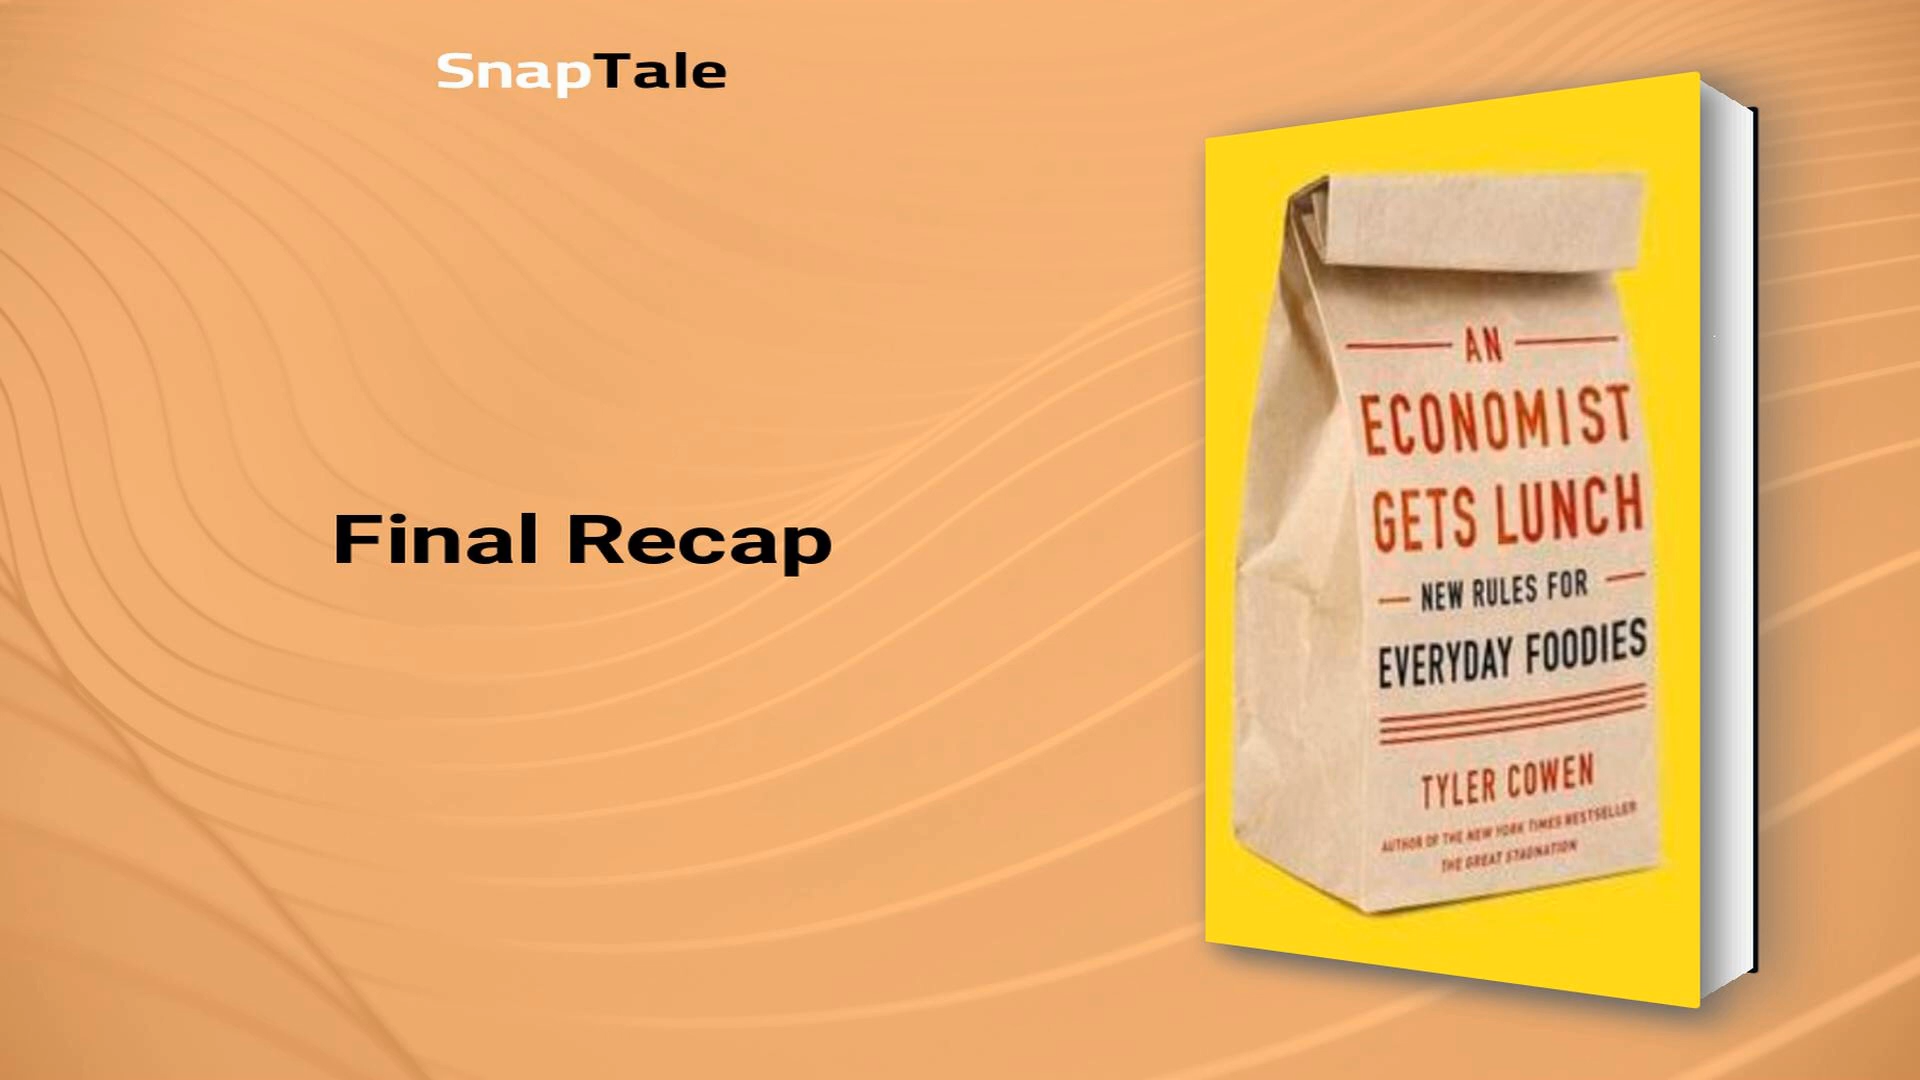 SnapTale
Final Recap
AN
ECONOMIST
GETS LUNCH
NEW RULES FOR
EVERYDAY FOODIES
TYLER COWEN
AUTHOR OF THE NEW YORK TIMES BESTSELLER
THE GREAT STAGNATION